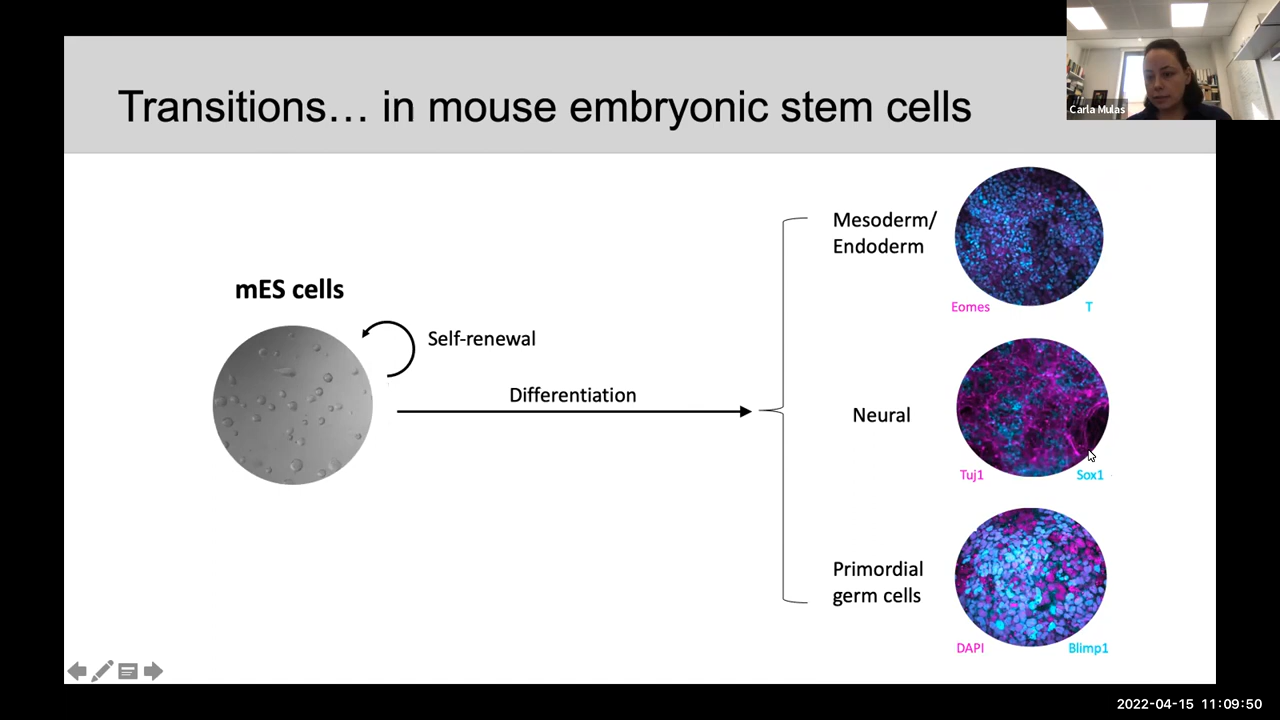 Transitions... in mouse embryonic stem cells
Carla Mulas
mES cells
Self-renewal
Differentiation
Mesoderm/
Endoderm
Eomes T
Neural
Tuj1 Sox1
Primordial
germ cells
DAPI Blimp1
2022-04-15 11:09:50